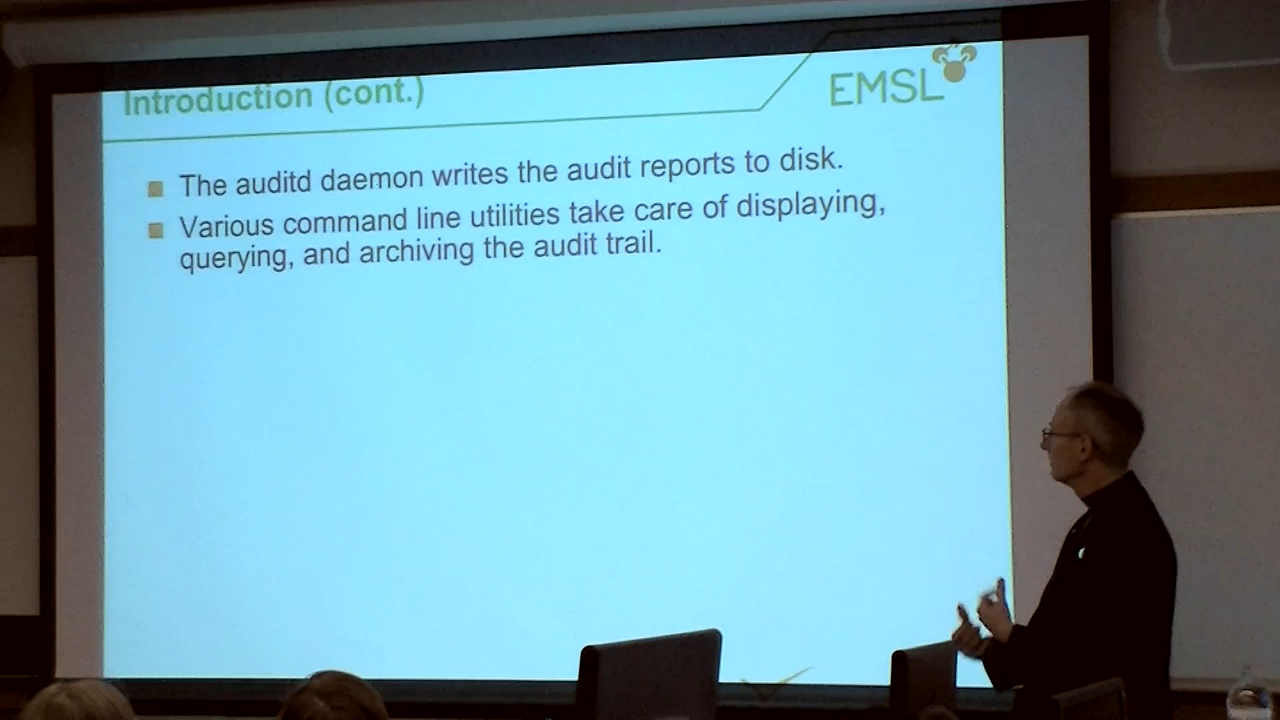 Introduction (cont.)
EMSL
The auditd daemon writes the audit reports to disk.
Various command line utilities take care of displaying,
querying, and archiving the audit trail.